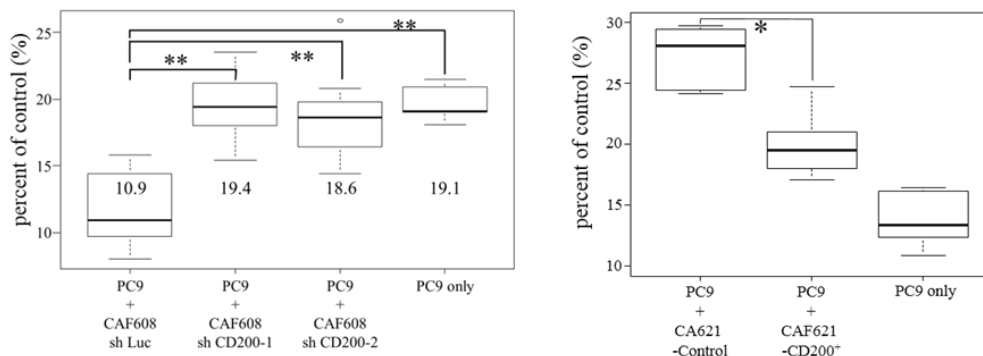 percent of control (%)
25
20
15
10
**
**
**
10.9
19.4
18.6
19.1
PC9
+
CAF608
sh Luc
PC9
+
CAF608
sh CD200-1
PC9
+
CAF608
sh CD200-2
PC9 only
percent of control (%)
30
25
20
15
10
*
PC9
+
CA621
-Control
PC9
+
CAF621
-CD200⁺
PC9 only